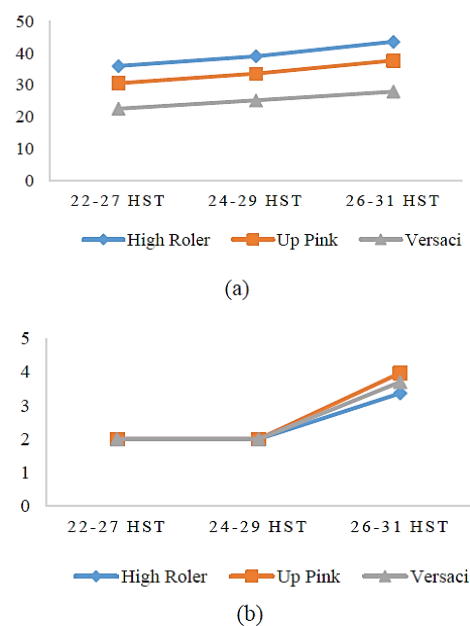 50
40
30
20
10
0
22-27 HST 24-29 HST 26-31 HST
High Roler Up Pink Versaci
(a)
5
4
3
2
1
0
22-27 HST 24-29 HST 26-31 HST
High Roler Up Pink Versaci
(b)